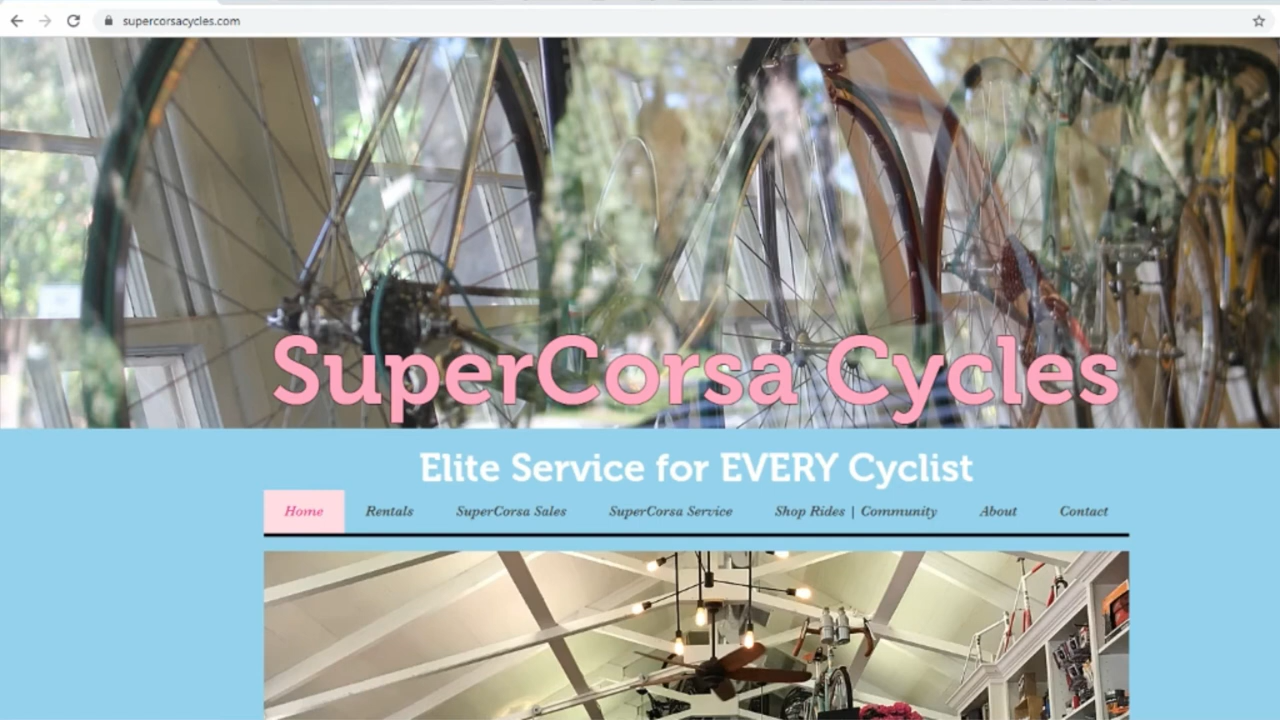 supercorsacycles.com
SuperCorsa Cycles
Elite Service for EVERY Cyclist
Home Rentals SuperCorsa Sales SuperCorsa Service Shop Rides | Community About Contact